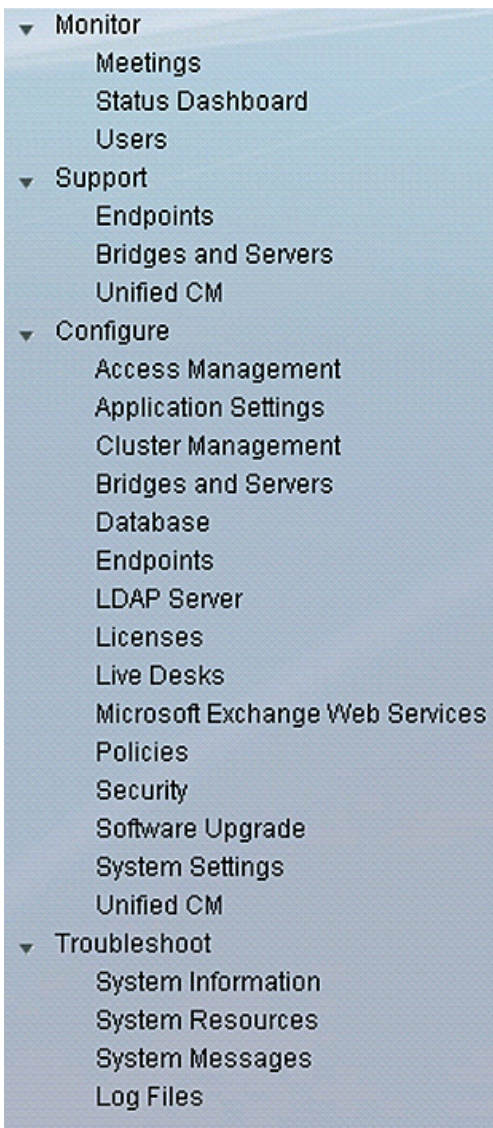 Monitor
Meetings
Status Dashboard
Users
Support
Endpoints
Bridges and Servers
Unified CM
Configure
Access Management
Application Settings
Cluster Management
Bridges and Servers
Database
Endpoints
LDAP Server
Licenses
Live Desks
Microsoft Exchange Web Services
Policies
Security
Software Upgrade
System Settings
Unified CM
Troubleshoot
System Information
System Resources
System Messages
Log Files